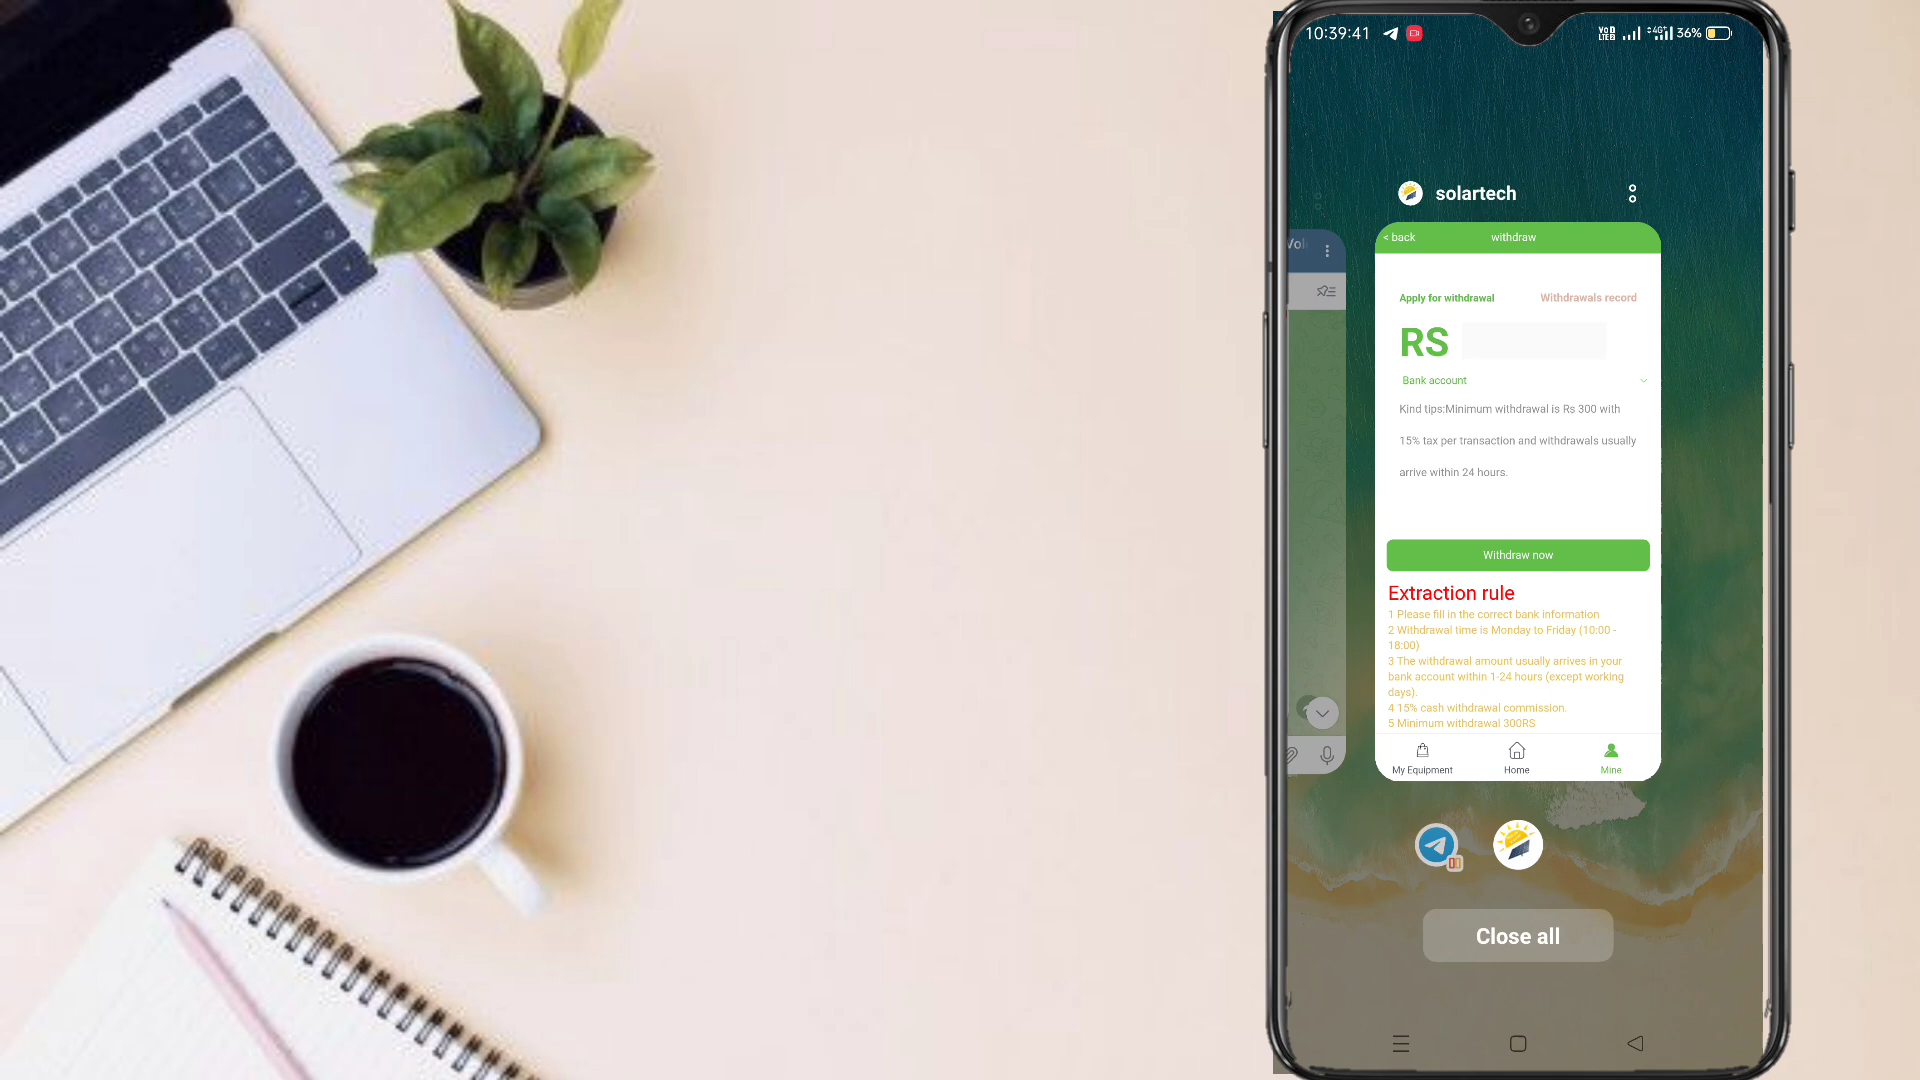 10:39:41
VoD
LTE2
4G+
36%
solartech
< back
withdraw
Apply for withdrawal
Withdrawals record
RS
Bank account
Kind tips:Minimum withdrawal is Rs 300 with
15% tax per transaction and withdrawals usually
arrive within 24 hours.
Withdraw now
Extraction rule
1 Please fill in the correct bank information
2 Withdrawal time is Monday to Friday (10:00 -
18:00)
3 The withdrawal amount usually arrives in your
bank account within 1-24 hours (except working
days).
4 15% cash withdrawal commission.
5 Minimum withdrawal 300RS
My Equipment
Home
Mine
Close all